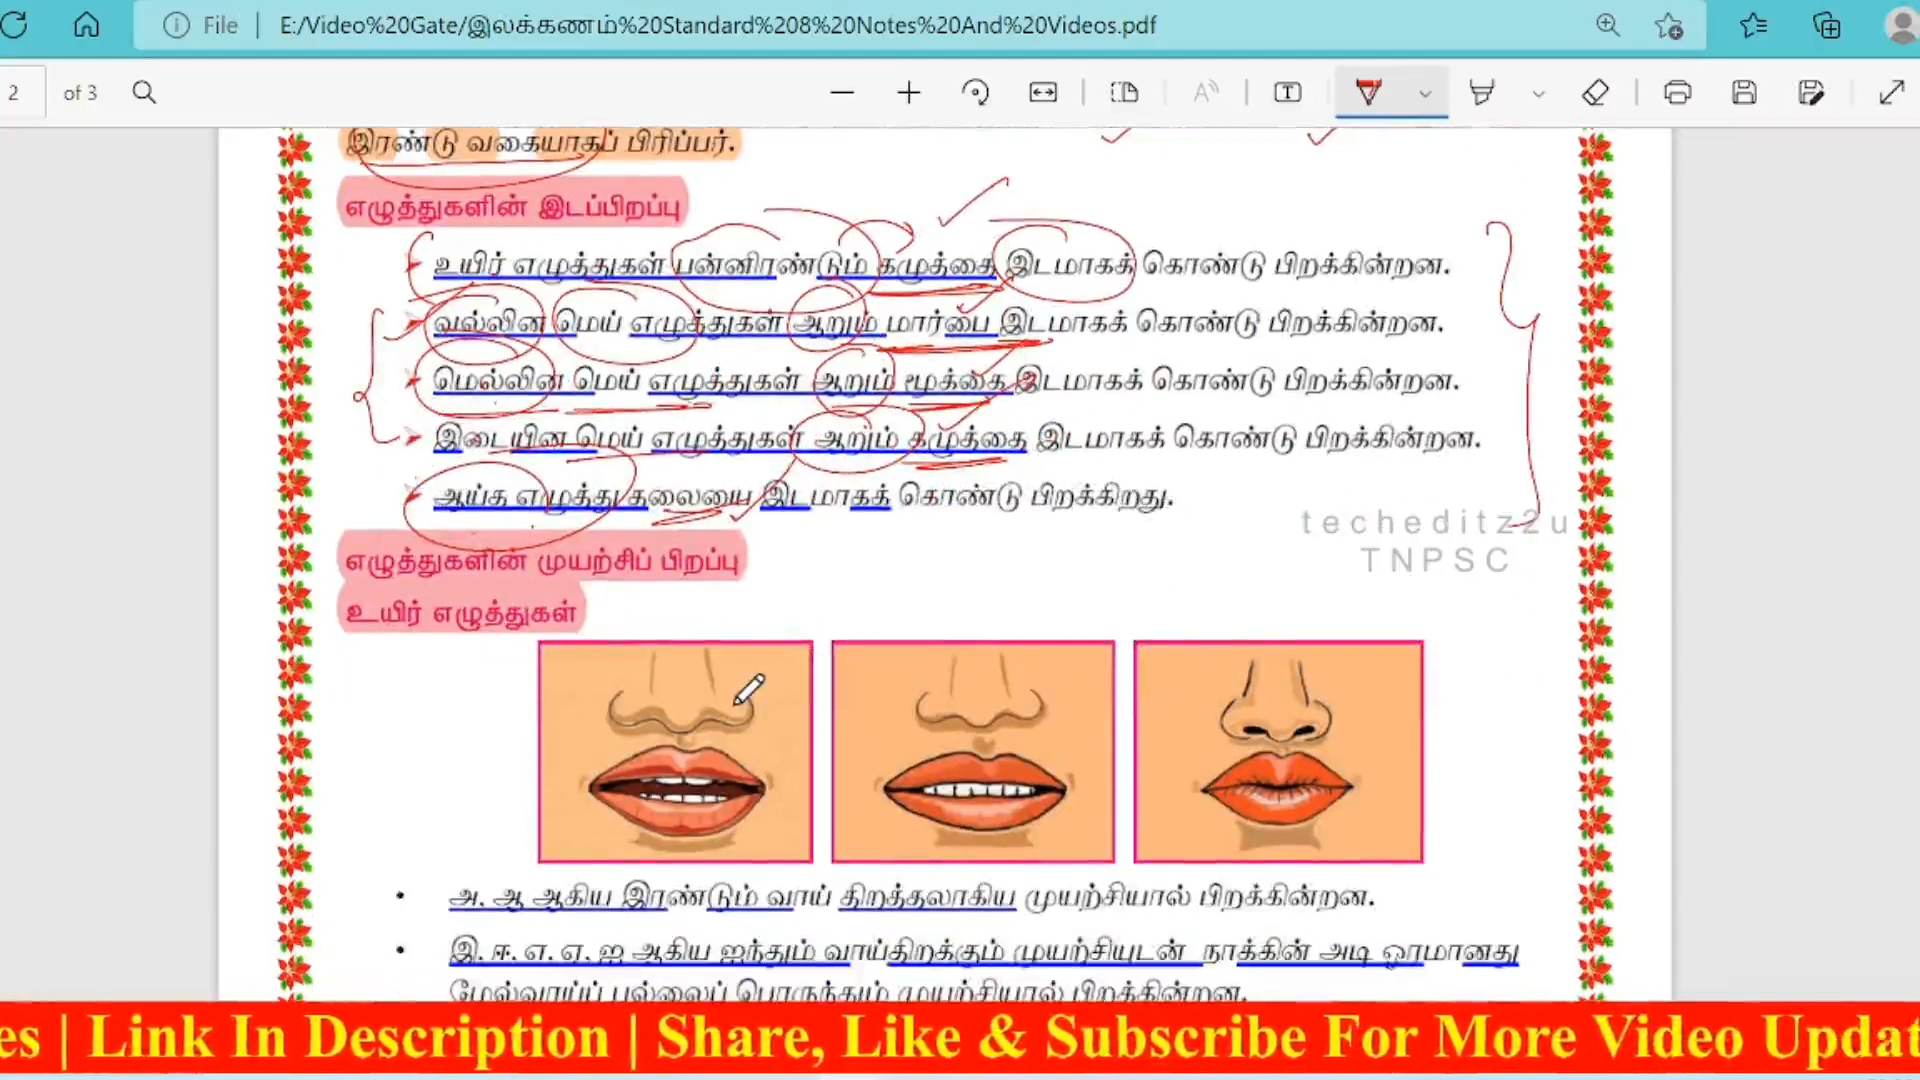 File | E:/Video%20Gate/இலக்கணம்%20Standard%208%20Notes%20And%20Videos.pdf
2 of 3
இரண்டு வகையாகப் பிரிப்பர்.
எழுத்துகளின் இடப்பிறப்பு
உயிர் எழுத்துகள் பன்னிரண்டும் கழுத்தை இடமாகக் கொண்டு பிறக்கின்றன.
வல்லின மெய் எழுத்துகள் ஆறும் மார்பை இடமாகக் கொண்டு பிறக்கின்றன.
மெல்லின மெய் எழுத்துகள் ஆறும் மூக்கை இடமாகக் கொண்டு பிறக்கின்றன.
இடையின மெய் எழுத்துகள் ஆறும் கழுத்தை இடமாகக் கொண்டு பிறக்கின்றன.
ஆய்த எழுத்து தலையை இடமாகக் கொண்டு பிறக்கிறது.
techeditz2u
TNPSC
எழுத்துகளின் முயற்சிப் பிறப்பு
உயிர் எழுத்துகள்
• அ, ஆ ஆகிய இரண்டும் வாய் திறத்தலாகிய முயற்சியால் பிறக்கின்றன.
• இ, ஈ, எ, ஏ, ஐ ஆகிய ஐந்தும் வாய்திறக்கும் முயற்சியுடன் நாக்கின் அடி ஓரமானது
மேல்வாய்ப் பல்லைப் பொருந்தும் முயற்சியால் பிறக்கின்றன.
es | Link In Description | Share, Like & Subscribe For More Video Updat